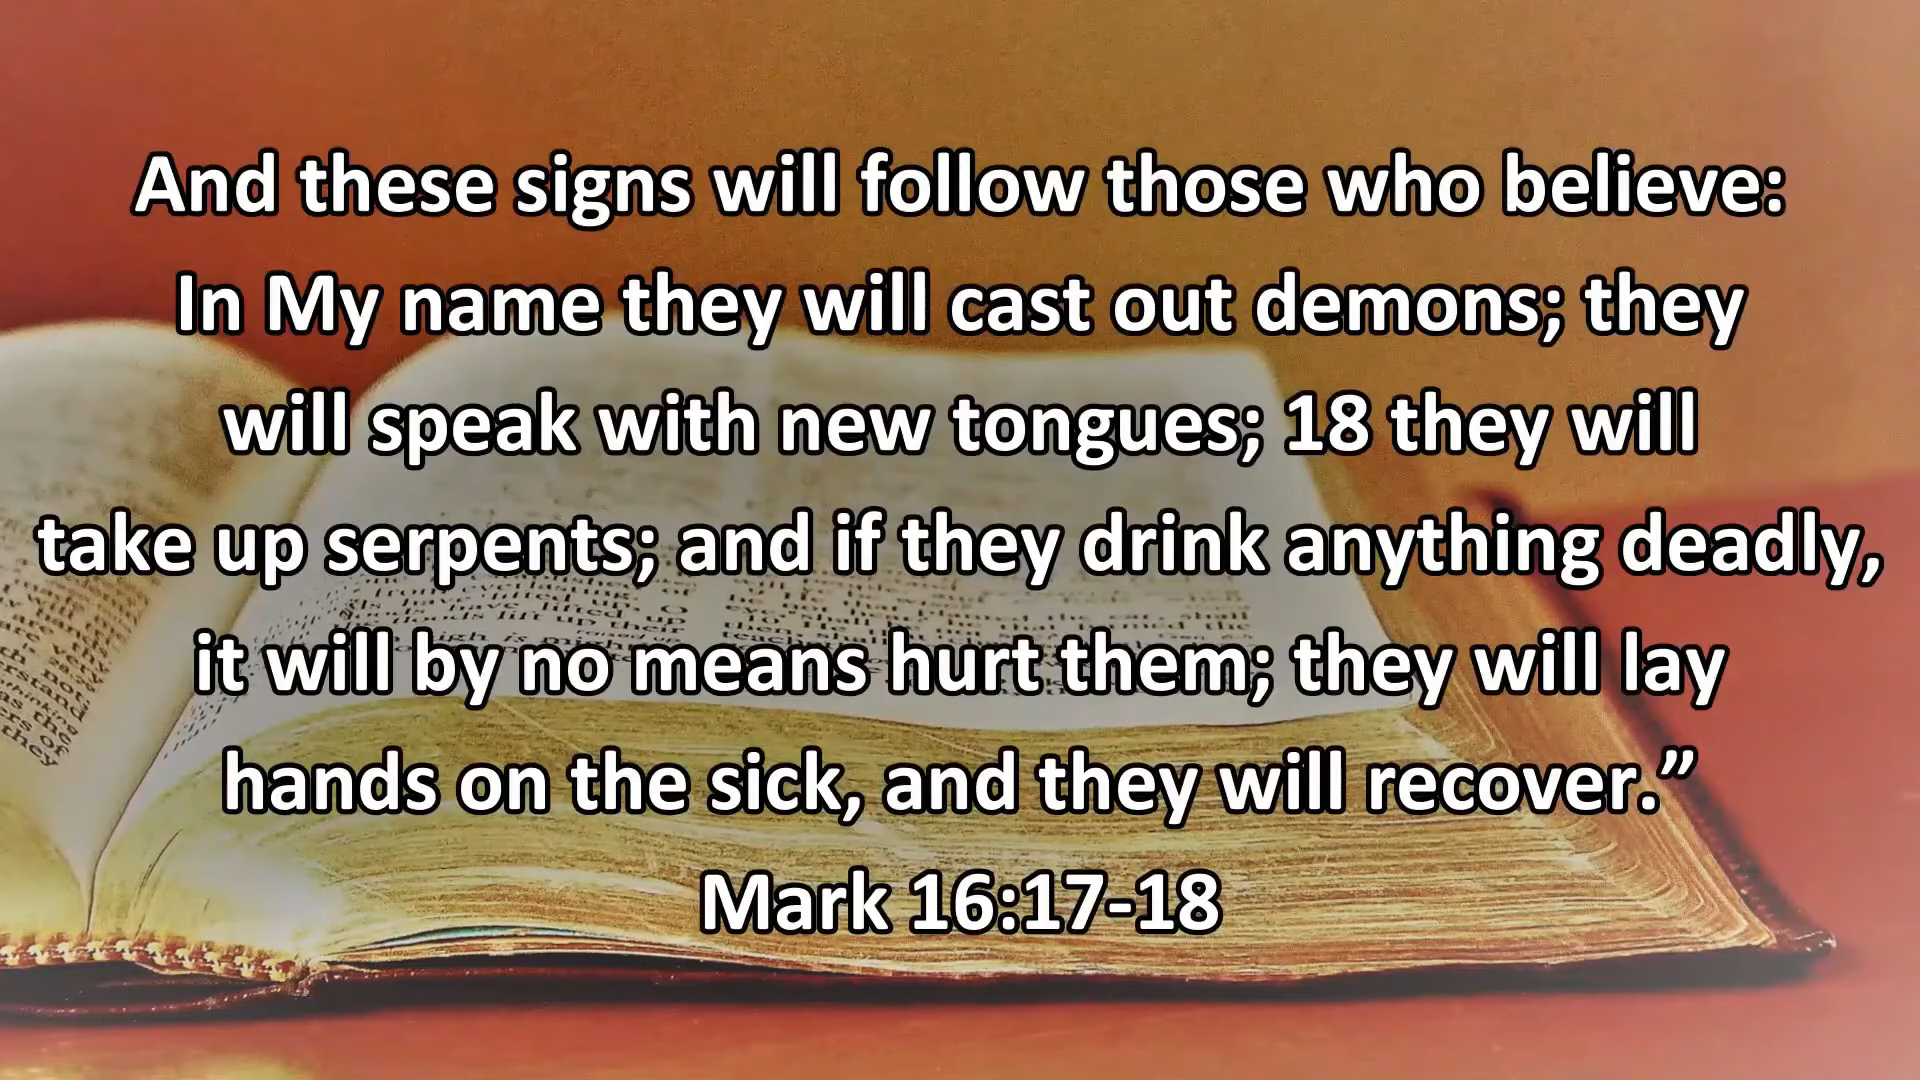 And these signs will follow those who believe:
In My name they will cast out demons; they
will speak with new tongues; 18 they will
take up serpents; and if they drink anything deadly,
it will by no means hurt them; they will lay
hands on the sick, and they will recover.”
Mark 16:17-18